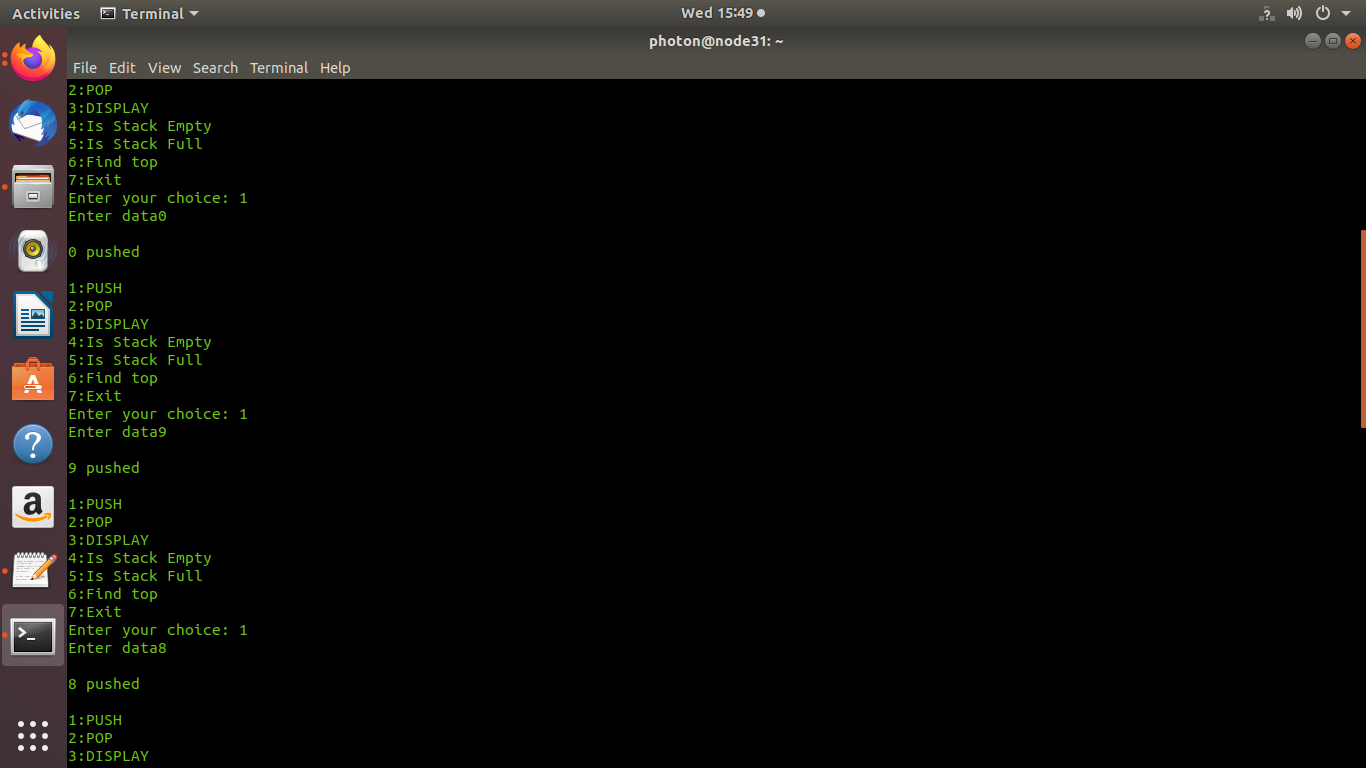 Activities Terminal Wed 15:49
photon@node31: ~
File Edit View Search Terminal Help
2:POP
3:DISPLAY
4:Is Stack Empty
5:Is Stack Full
6:Find top
7:Exit
Enter your choice: 1
Enter data0
0 pushed
1:PUSH
2:POP
3:DISPLAY
4:Is Stack Empty
5:Is Stack Full
6:Find top
7:Exit
Enter your choice: 1
Enter data9
9 pushed
1:PUSH
2:POP
3:DISPLAY
4:Is Stack Empty
5:Is Stack Full
6:Find top
7:Exit
Enter your choice: 1
Enter data8
8 pushed
1:PUSH
2:POP
3:DISPLAY